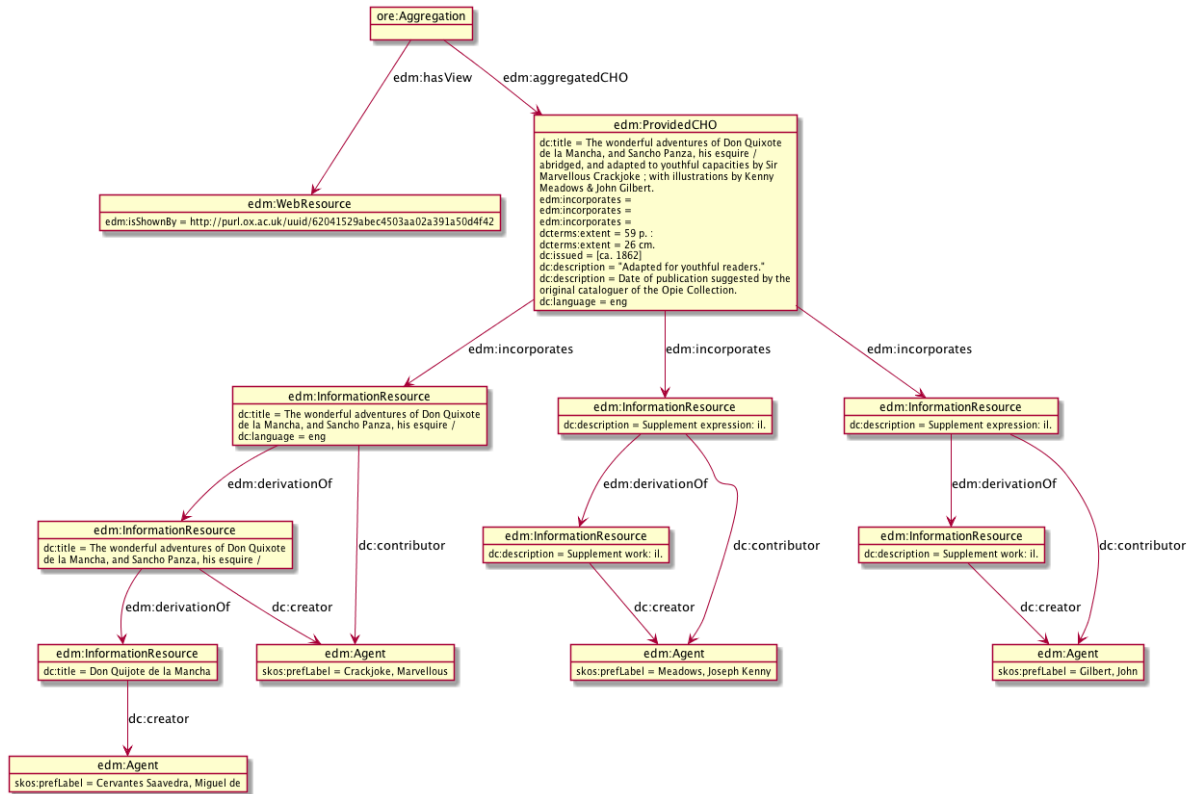 ore:Aggregation
edm:hasView
edm:aggregatedCHO
edm:ProvidedCHO
dc:title = The wonderful adventures of Don Quixote
de la Mancha, and Sancho Panza, his esquire /
abridged, and adapted to youthful capacities by Sir
Marvellous Crackjoke ; with illustrations by Kenny
Meadows & John Gilbert.
edm:incorporates =
edm:incorporates =
edm:incorporates =
dcterms:extent = 59 p. :
dcterms:extent = 26 cm.
dc:issued = [ca. 1862]
dc:description = "Adapted for youthful readers."
dc:description = Date of publication suggested by the
original cataloguer of the Opie Collection.
dc:language = eng
edm:WebResource
edm:isShownBy = http://purl.ox.ac.uk/uuid/62041529abec4503aa02a391a50d4f42
edm:incorporates
edm:incorporates
edm:incorporates
edm:InformationResource
dc:title = The wonderful adventures of Don Quixote
de la Mancha, and Sancho Panza, his esquire /
dc:language = eng
edm:InformationResource
dc:description = Supplement expression: il.
edm:InformationResource
dc:description = Supplement expression: il.
edm:derivationOf
edm:derivationOf
edm:derivationOf
edm:InformationResource
dc:title = The wonderful adventures of Don Quixote
de la Mancha, and Sancho Panza, his esquire /
dc:contributor
edm:InformationResource
dc:description = Supplement work: il.
dc:contributor
edm:InformationResource
dc:description = Supplement work: il.
dc:contributor
edm:derivationOf
dc:creator
dc:creator
dc:creator
edm:InformationResource
dc:title = Don Quijote de la Mancha
edm:Agent
skos:prefLabel = Crackjoke, Marvellous
edm:Agent
skos:prefLabel = Meadows, Joseph Kenny
edm:Agent
skos:prefLabel = Gilbert, John
dc:creator
edm:Agent
skos:prefLabel = Cervantes Saavedra, Miguel de